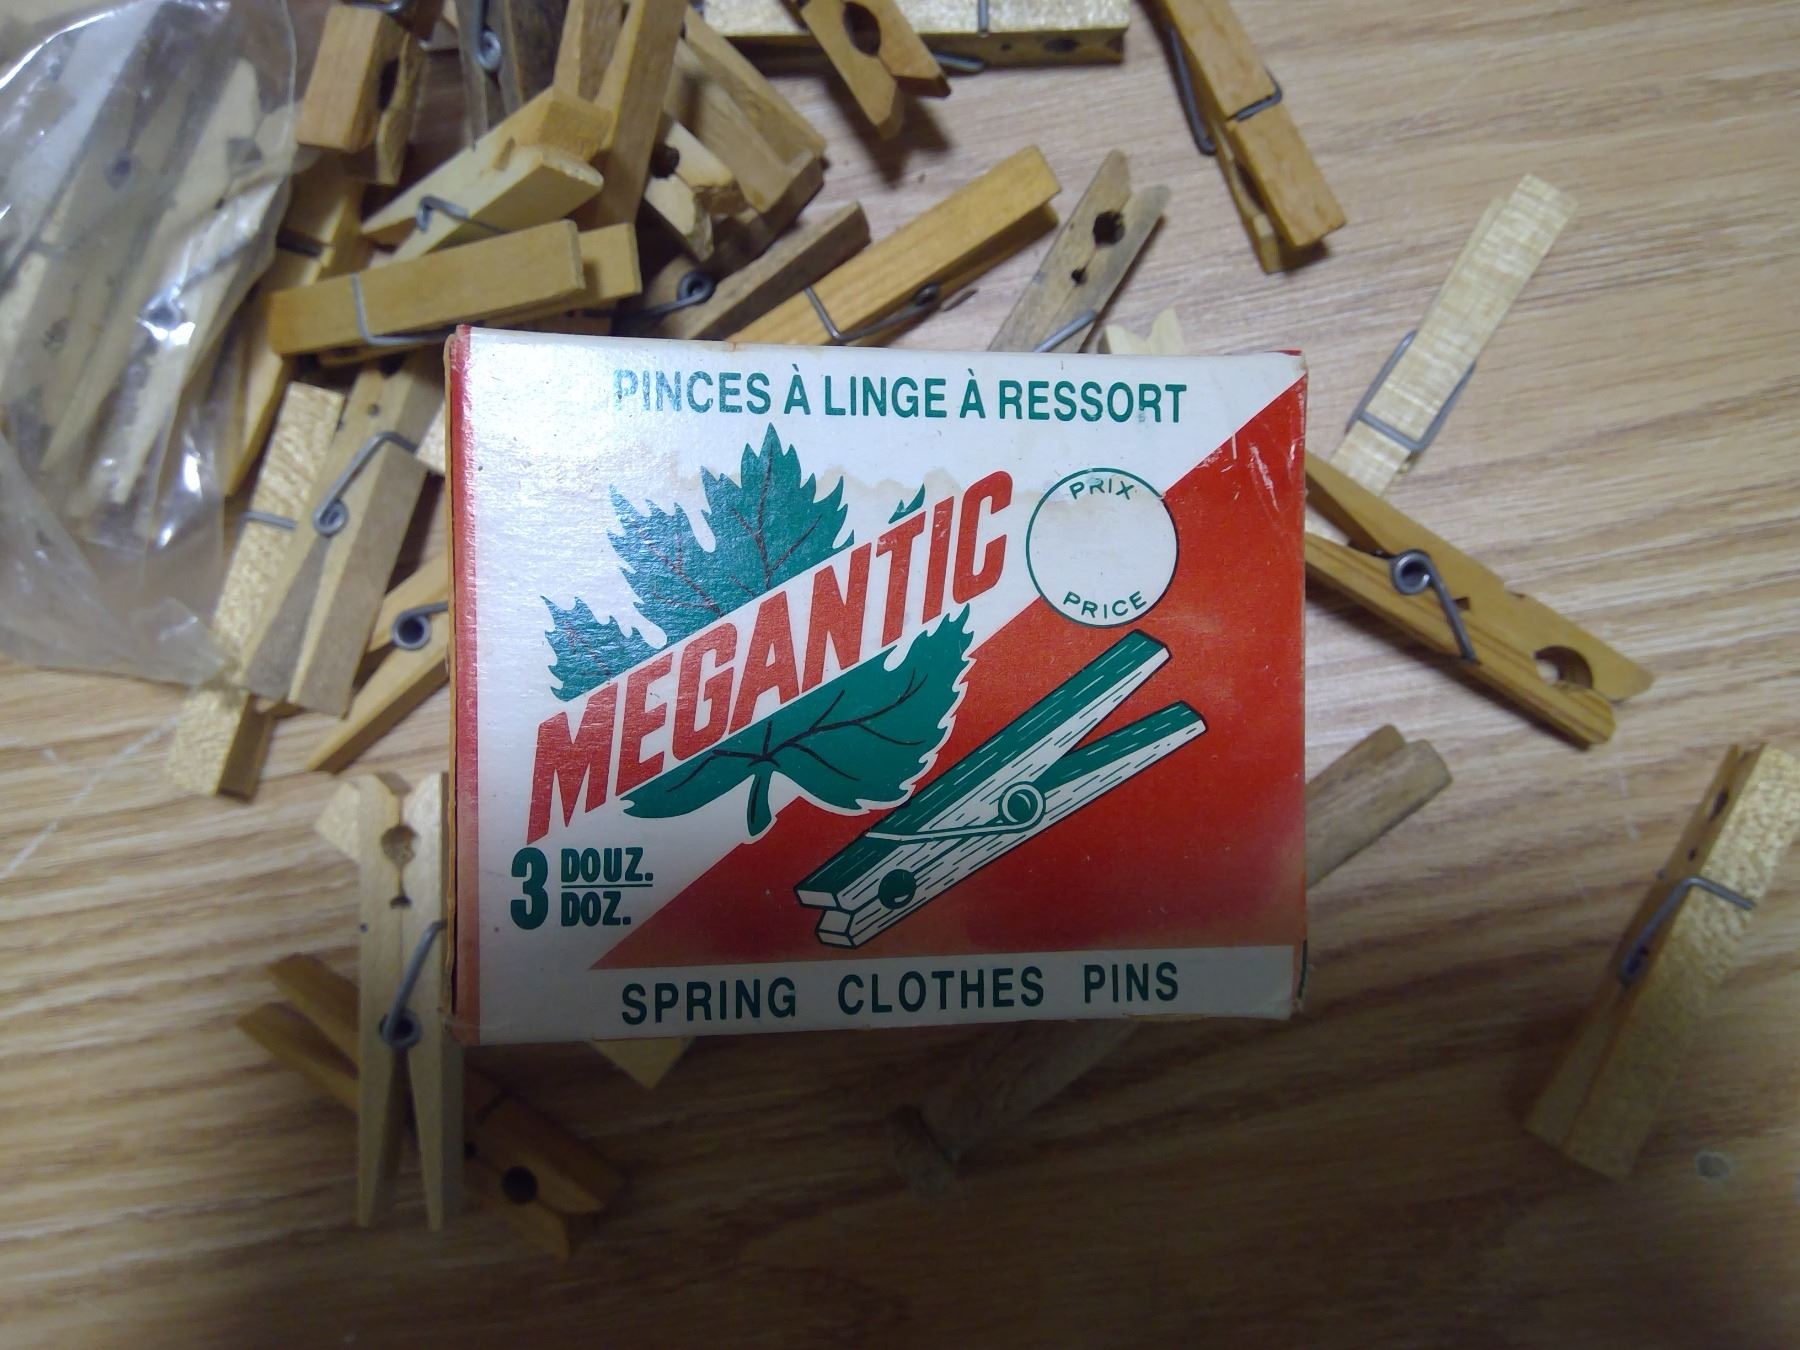 PINCES À LINGE À RESSORT
MEGANTIC
PRIX
PRICE
3 DOUZ.
DOZ.
SPRING CLOTHES PINS